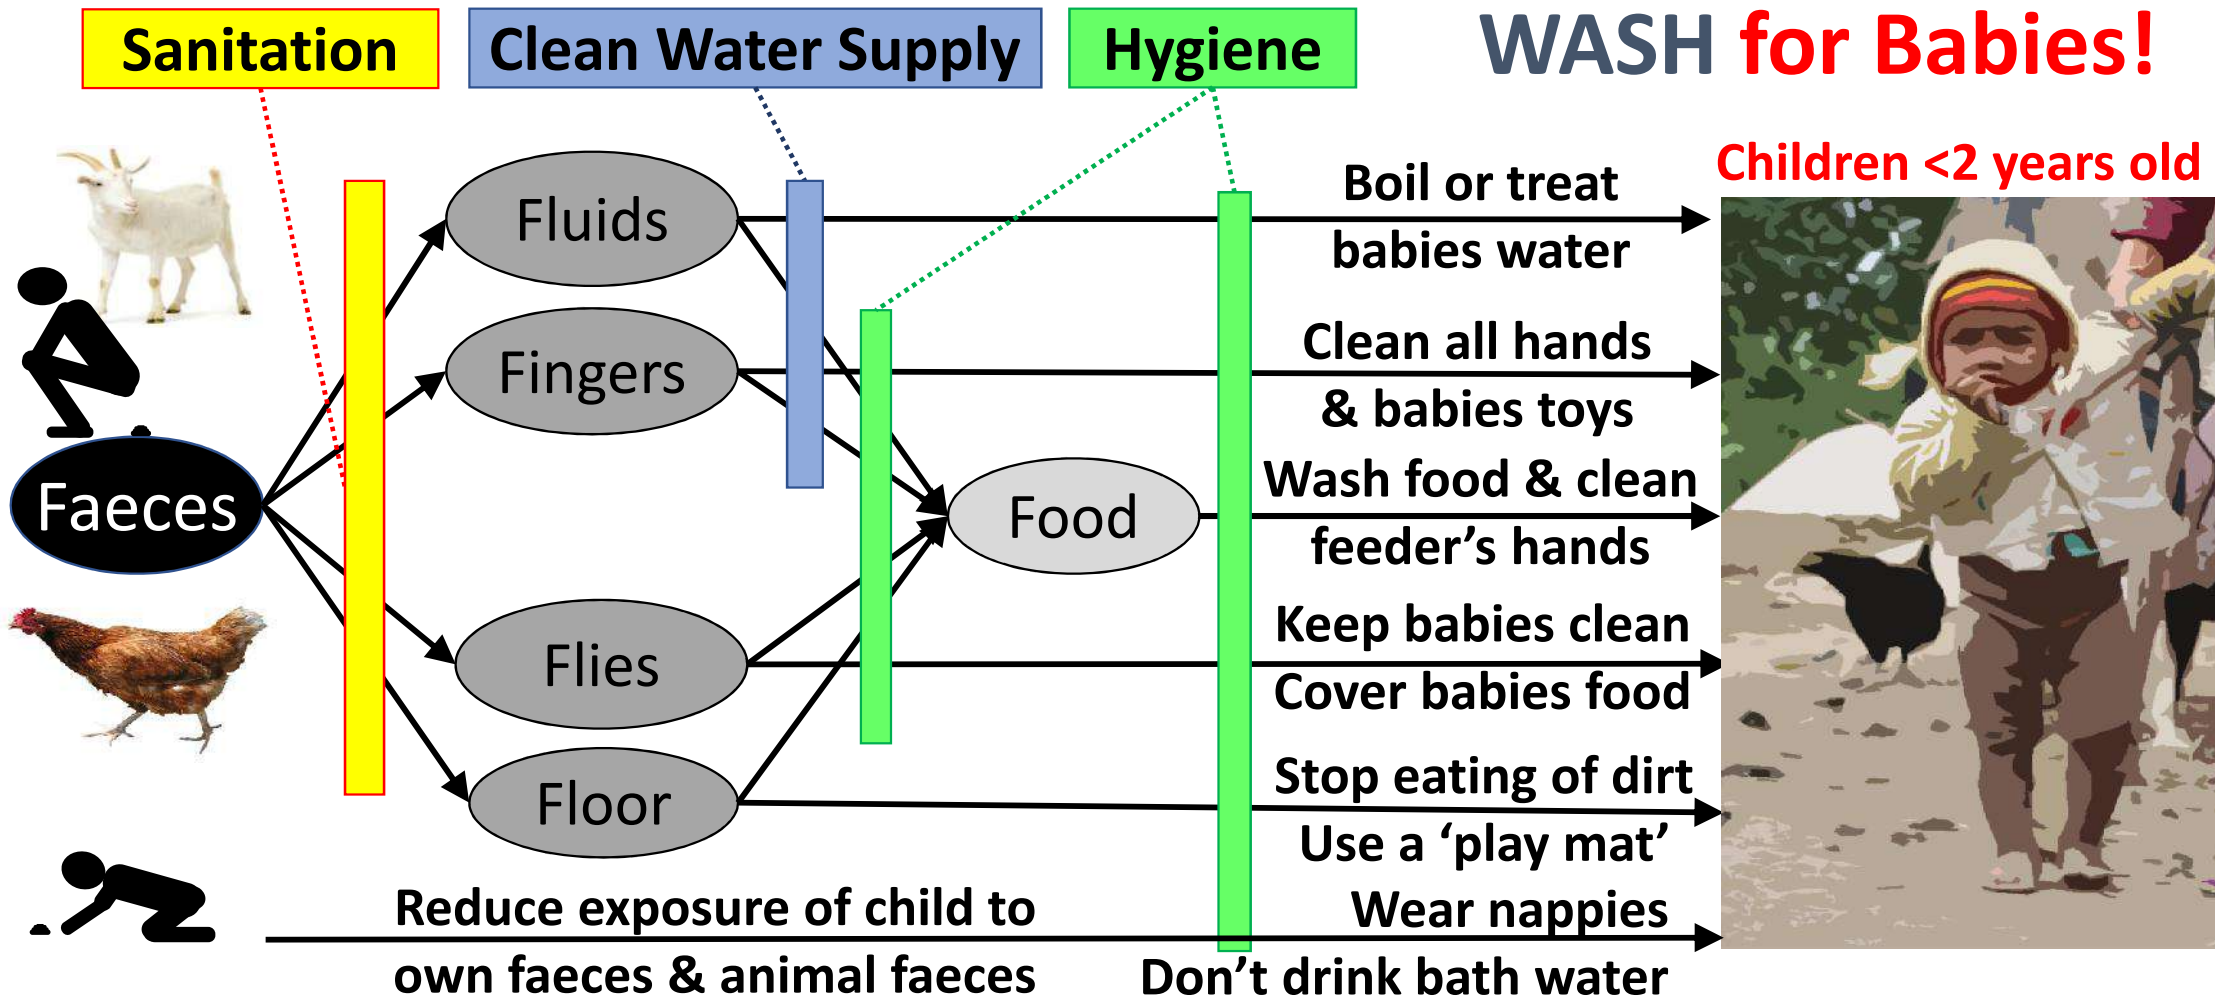 Sanitation
Clean Water Supply
Hygiene
WASH for Babies!
Children <2 years old
Fluids
Boil or treat
babies water
Fingers
Clean all hands
& babies toys
Faeces
Food
Wash food & clean
feeder’s hands
Flies
Keep babies clean
Cover babies food
Floor
Stop eating of dirt
Use a ‘play mat’
Reduce exposure of child to
own faeces & animal faeces
Wear nappies
Don’t drink bath water